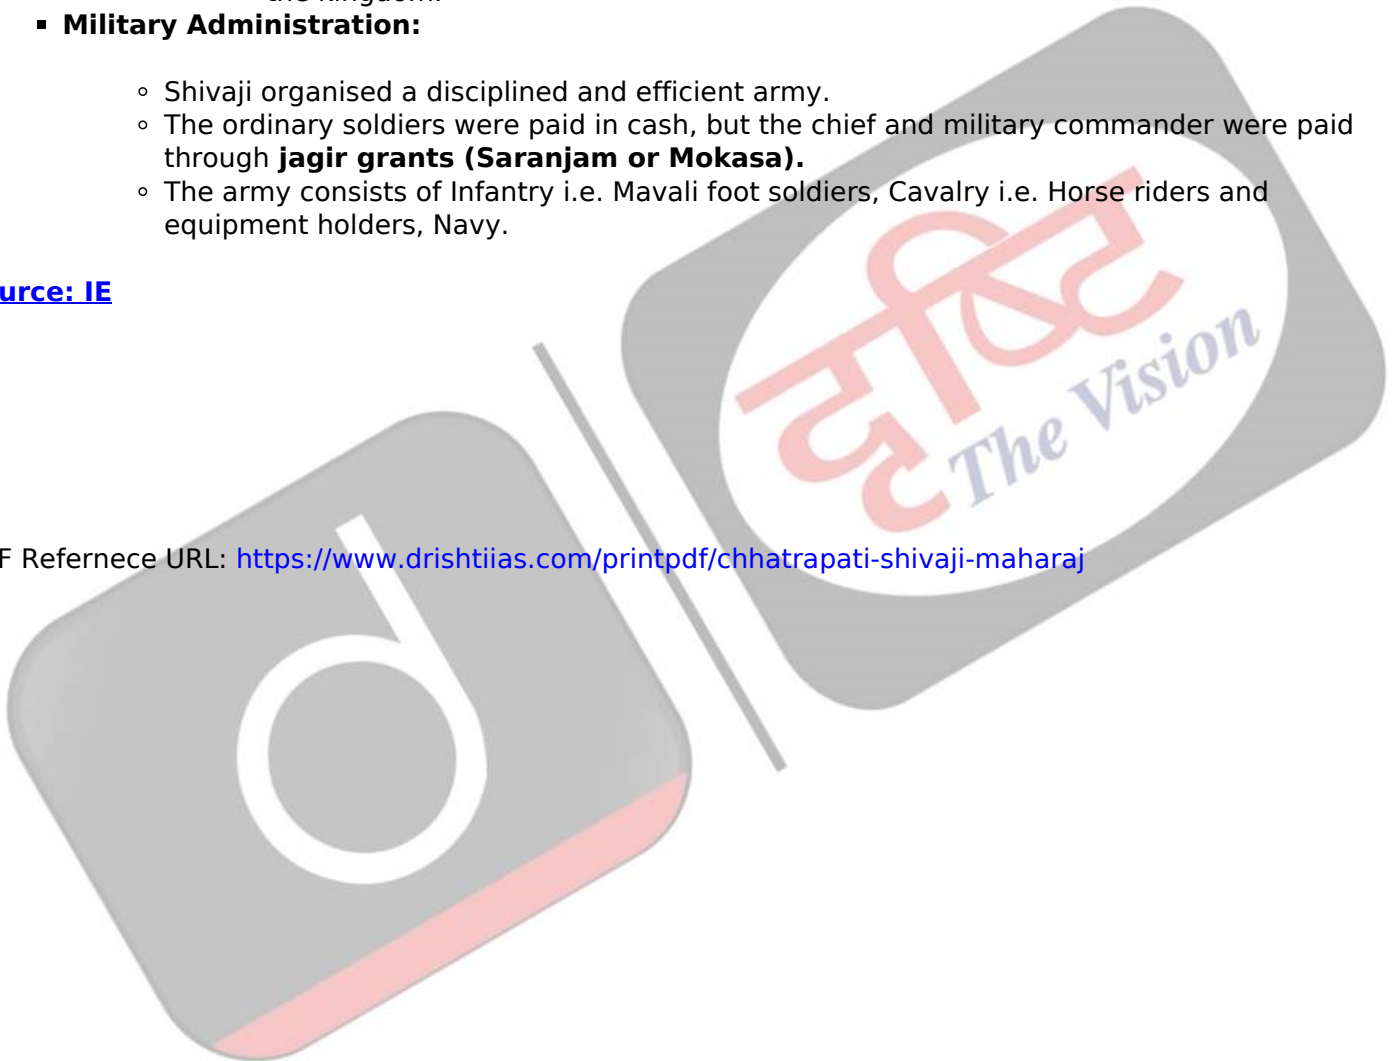 the kingdom.
▪ Military Administration:
◦ Shivaji organised a disciplined and efficient army.
◦ The ordinary soldiers were paid in cash, but the chief and military commander were paid
through jagir grants (Saranjam or Mokasa).
◦ The army consists of Infantry i.e. Mavali foot soldiers, Cavalry i.e. Horse riders and
equipment holders, Navy.
urce: IE
दृष्टि
The Vision
F Refernece URL: https://www.drishtiias.com/printpdf/chhatrapati-shivaji-maharaj
d